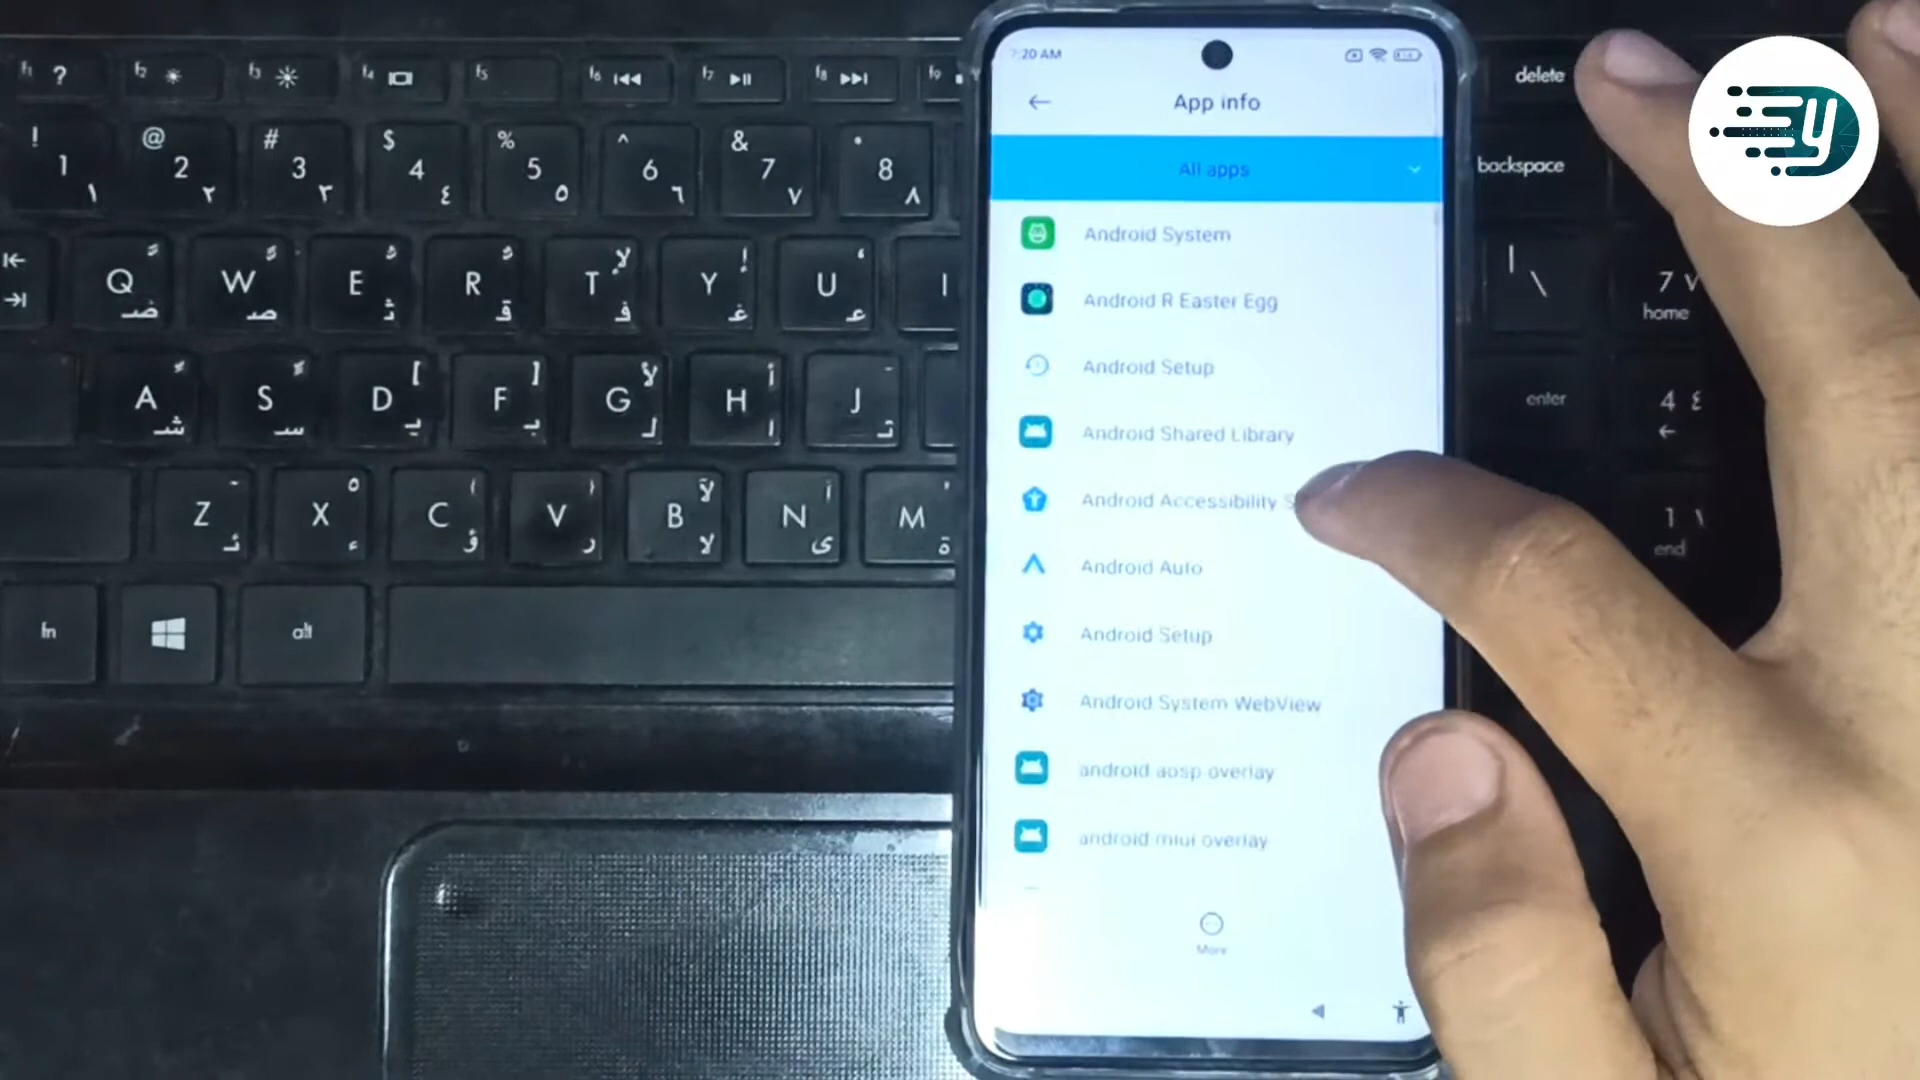 7:20 AM
App info
All apps
Android System
Android R Easter Egg
Android Setup
Android Shared Library
Android Accessibility S
Android Auto
Android Setup
Android System WebView
android aosp overlay
android miui overlay
More
f1 ? f2 f3 f4 f5 f6 f7 f8 f9
! @ # $ % ^ & *
1 2 3 4 5 6 7 8
١ ٢ ٣ ٤ ٥ ٦ ٧ ٨
Q W E R T Y U I
ض ص ث ق ف غ ع
A S D F G H J
ش س ي ب ل ا ت
Z X C V B N M
ئ ء ؤ ر لا ى ة
fn alt
delete
backspace
| \
7 ٧
home
enter
4 ٤
1 ١
end
y